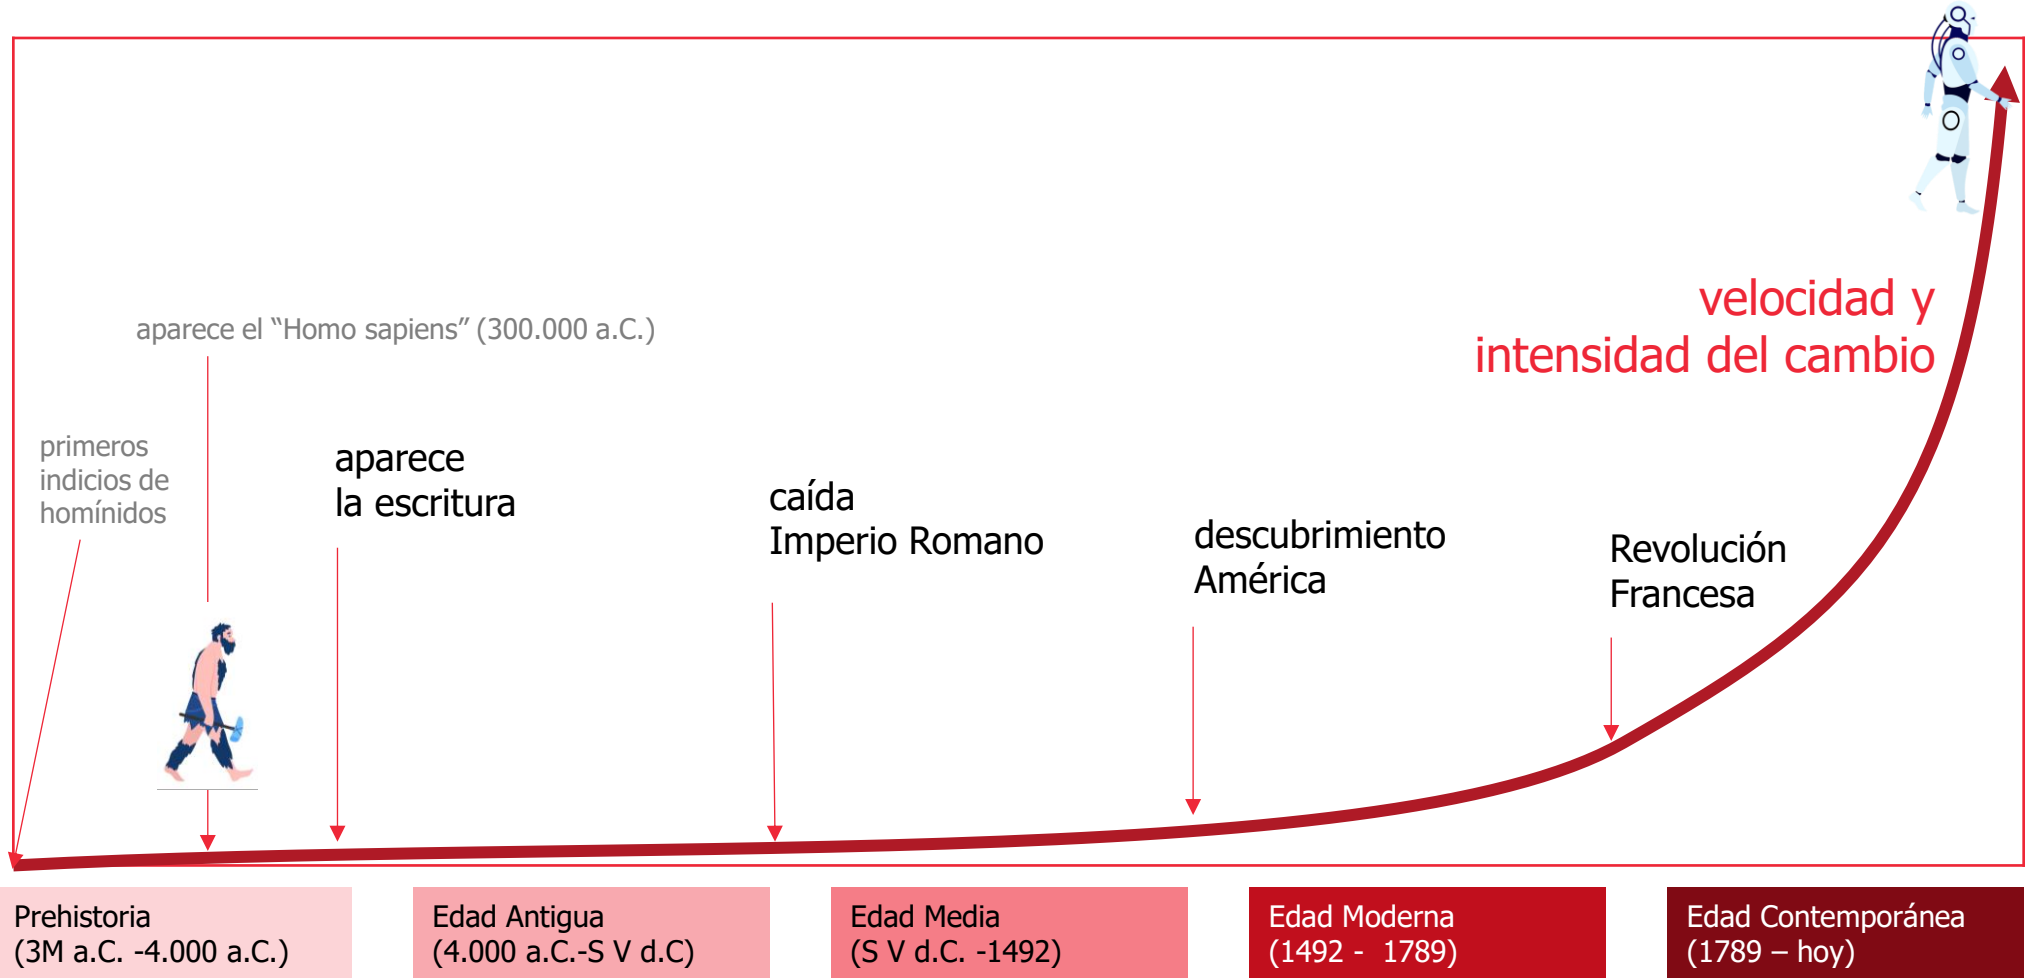 velocidad y
intensidad del cambio
aparece el “Homo sapiens” (300.000 a.C.)
primeros
indicios de
homínidos
aparece
la escritura
caída
Imperio Romano
descubrimiento
América
Revolución
Francesa
Prehistoria
(3M a.C. -4.000 a.C.)
Edad Antigua
(4.000 a.C.-S V d.C)
Edad Media
(S V d.C. -1492)
Edad Moderna
(1492 - 1789)
Edad Contemporánea
(1789 – hoy)